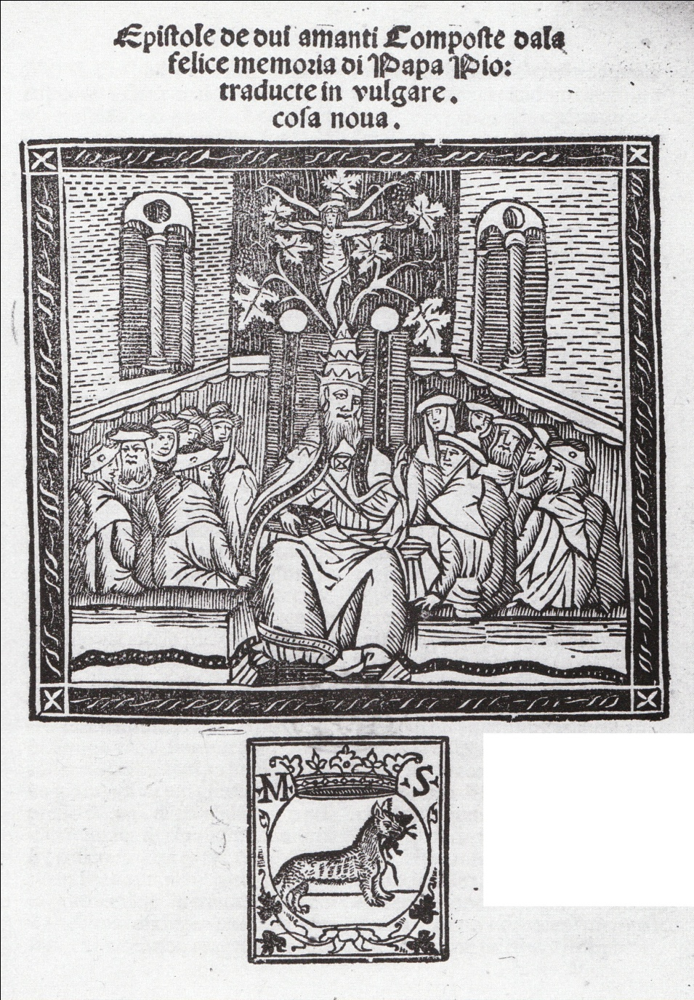 Epiſtole de dui amanti Compoſte dala
felice memoria di Papa Pio:
traducte in vulgare.
coſa noua.
·M· ·S·